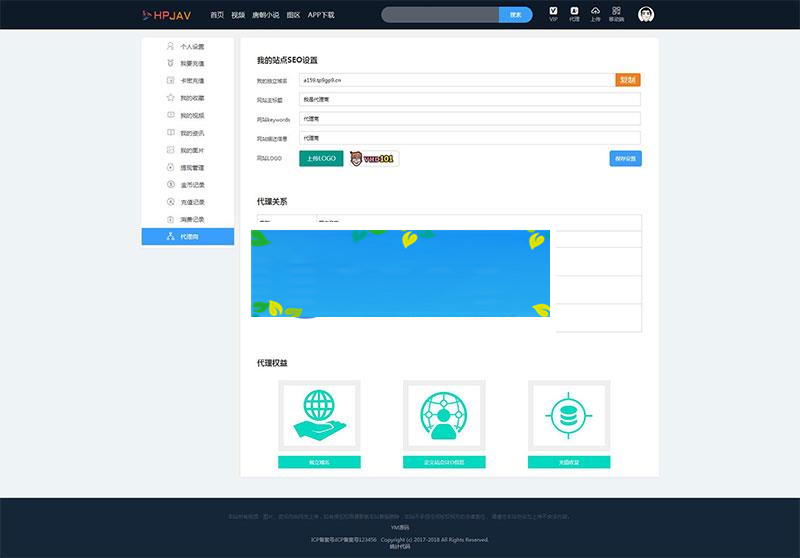 HPJAV
首页 视频 唐朝小说 图区 APP下载
搜索
VIP 代理 上传 移动端
个人设置
我要充值
卡密充值
我的收藏
我的视频
我的资讯
我的图片
提现管理
金币记录
充值记录
消费记录
代理商
我的站点SEO设置
我的独立域名 a159.tp9gp9.cn 复制
网站主标题 我是代理商
网站keywords 代理商
网站描述信息 代理商
网站LOGO 上传LOGO VHD101 保存设置
代理关系
代理权益
独立域名 定义站点SEO信息 充值收益
YM源码
ICP备案号:ICP备案号123456 Copyright (c) 2017-2018 All Rights Reserved.
统计代码